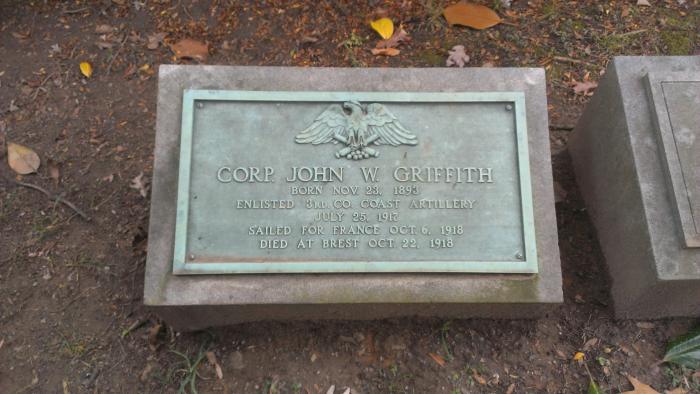 CORP. JOHN W. GRIFFITH
BORN NOV. 23, 1893
ENLISTED 3RD. CO. COAST ARTILLERY
JULY 25, 1917
SAILED FOR FRANCE OCT. 6, 1918
DIED AT BREST OCT. 22, 1918